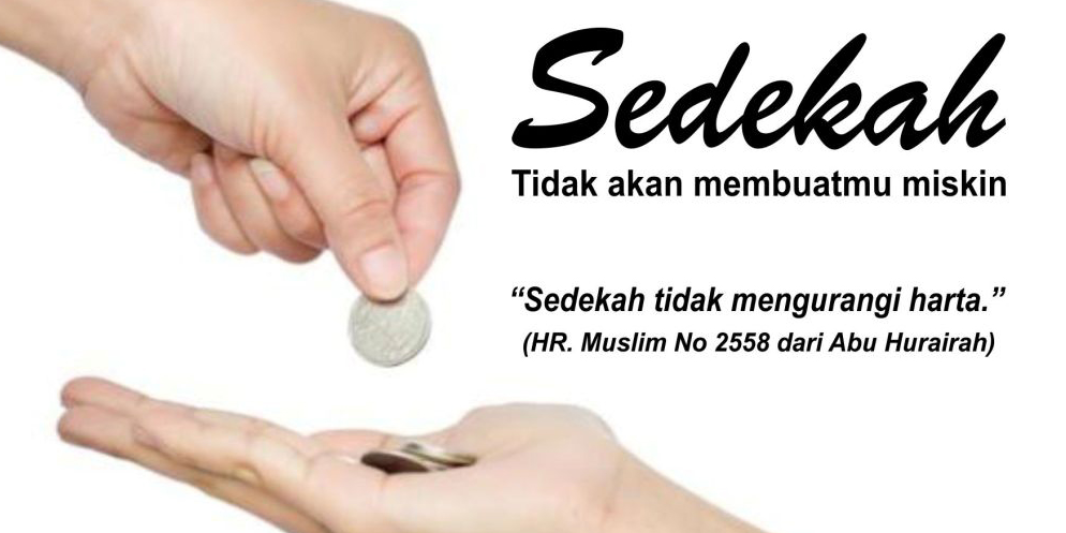 Sedekah
Tidak akan membuatmu miskin
“Sedekah tidak mengurangi harta.”
(HR. Muslim No 2558 dari Abu Hurairah)